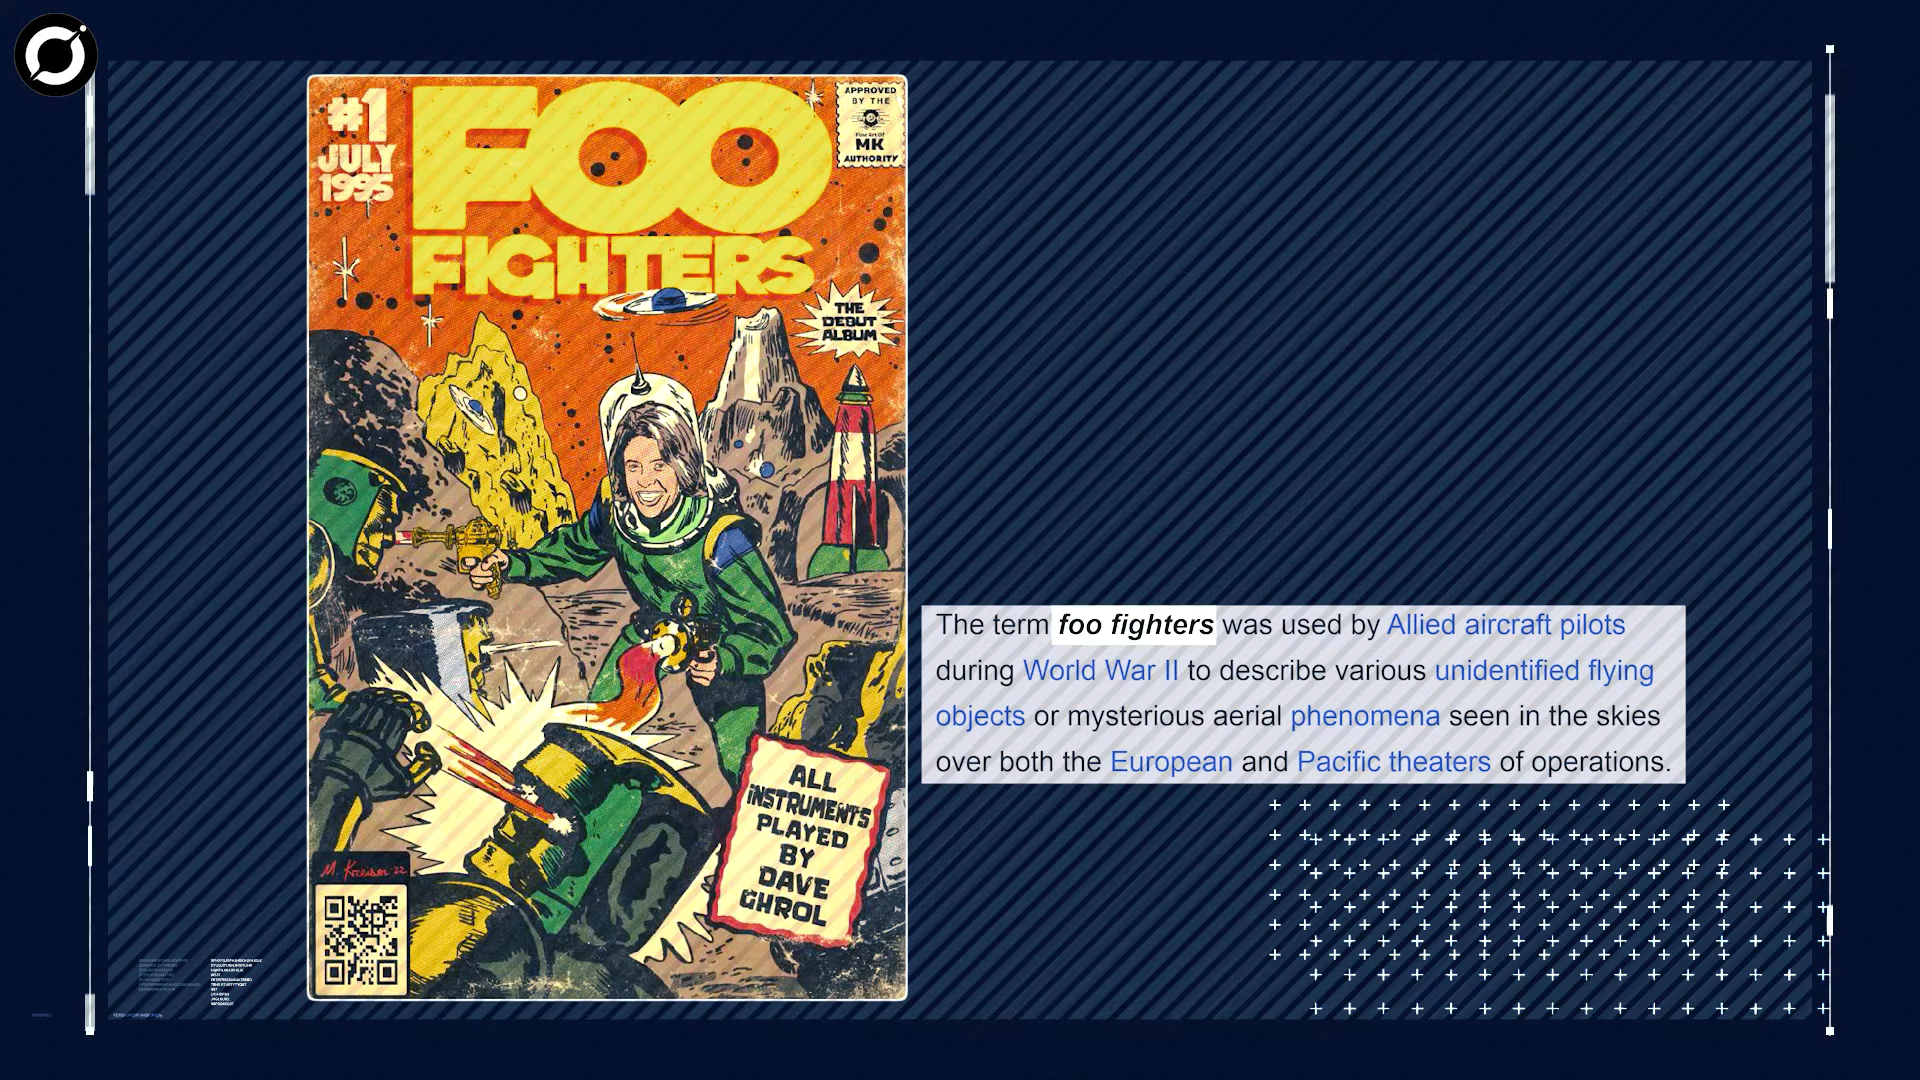 #1
JULY
1995
FOO
FIGHTERS
APPROVED
BY THE
Fine Art Of
MK
AUTHORITY
THE
DEBUT
ALBUM
The term foo fighters was used by Allied aircraft pilots
during World War II to describe various unidentified flying
objects or mysterious aerial phenomena seen in the skies
over both the European and Pacific theaters of operations.
ALL
INSTRUMENTS
PLAYED
BY
DAVE
GHROL
M. Kreiser 22